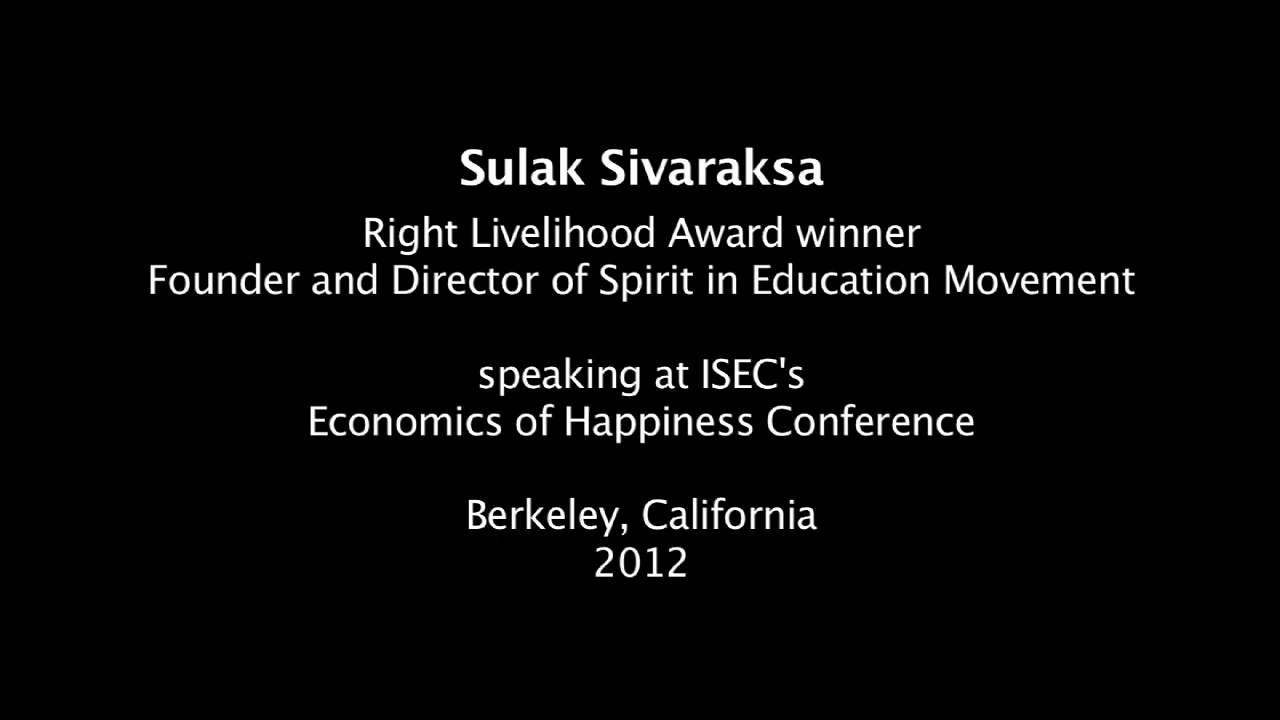 Sulak Sivaraksa
Right Livelihood Award winner
Founder and Director of Spirit in Education Movement
speaking at ISEC's
Economics of Happiness Conference
Berkeley, California
2012